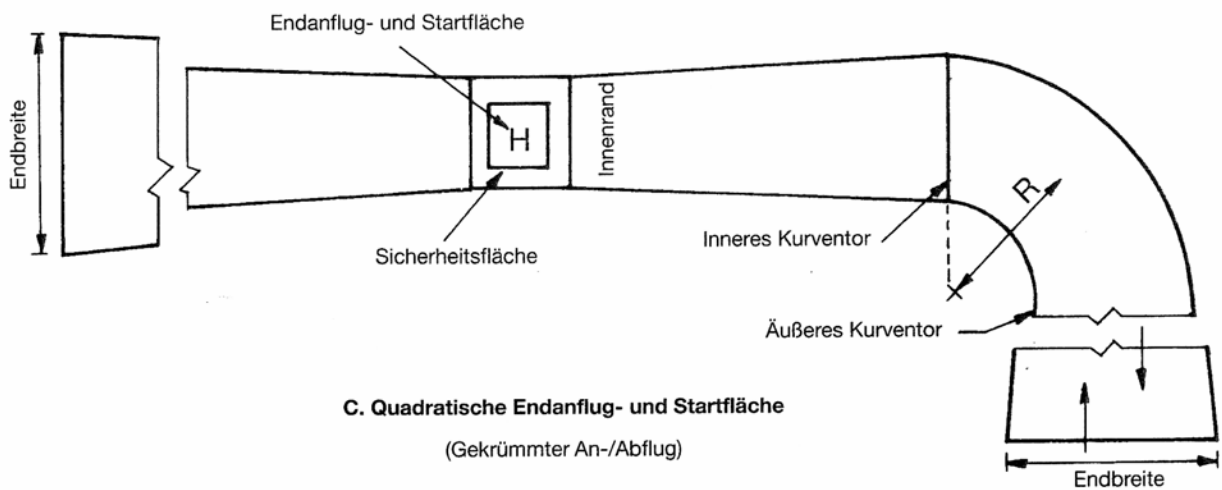 Endanflug- und Startfläche
Endbreite
H
Innenrand
Sicherheitsfläche
R
Inneres Kurventor
Äußeres Kurventor
C. Quadratische Endanflug- und Startfläche
(Gekrümmter An-/Abflug)
Endbreite